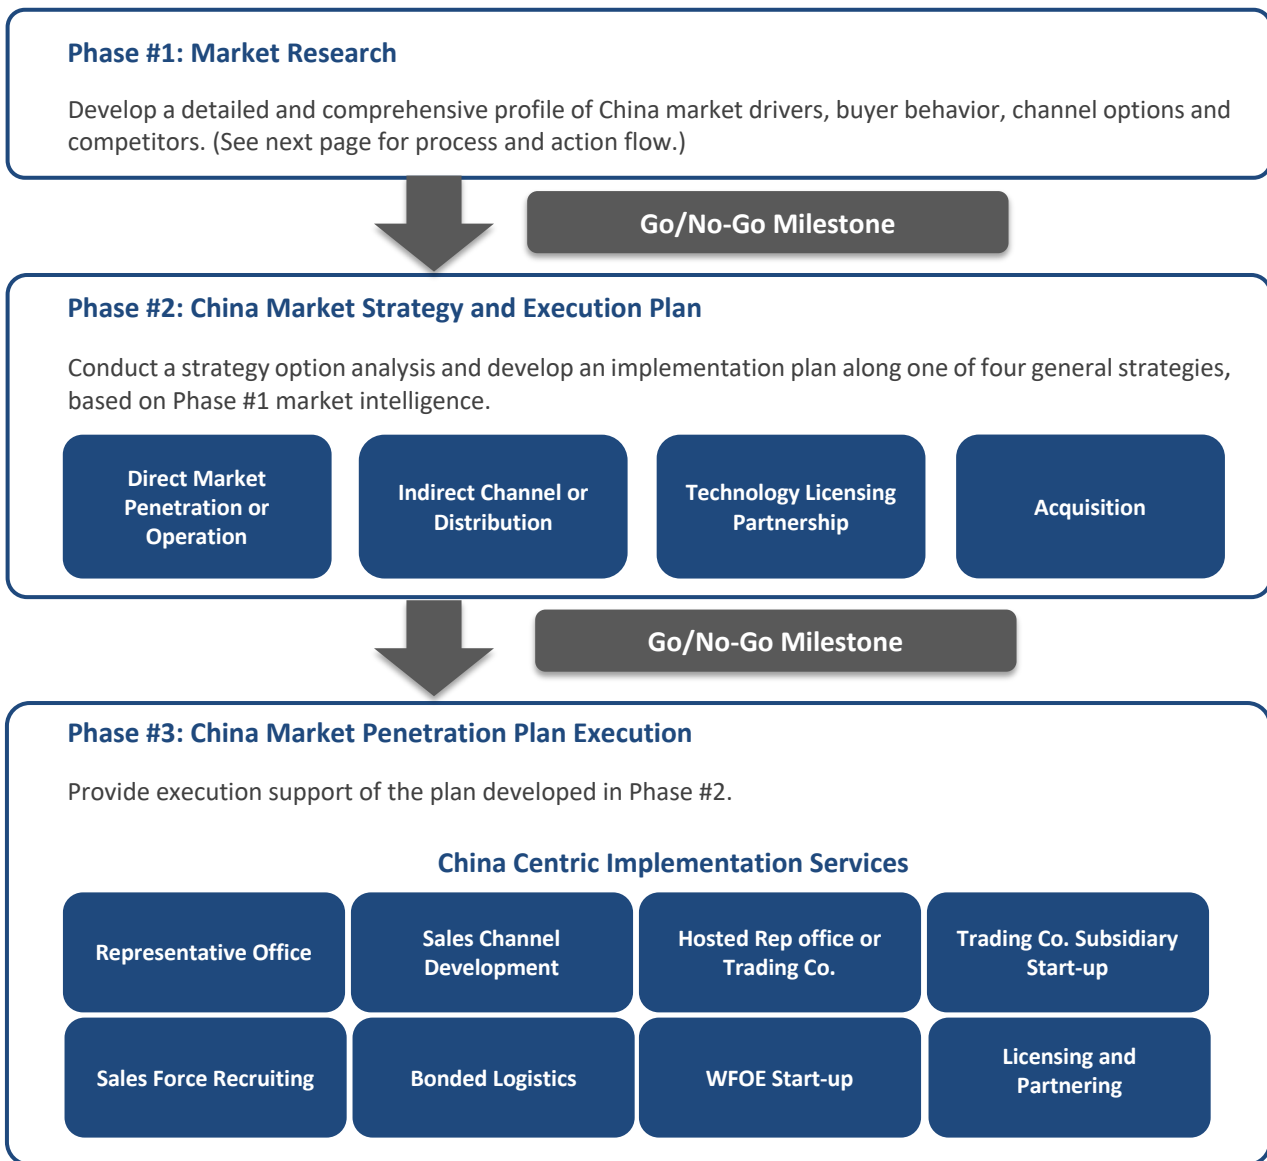 Phase #1: Market Research
Develop a detailed and comprehensive profile of China market drivers, buyer behavior, channel options and
competitors. (See next page for process and action flow.)
Go/No-Go Milestone
Phase #2: China Market Strategy and Execution Plan
Conduct a strategy option analysis and develop an implementation plan along one of four general strategies,
based on Phase #1 market intelligence.
Direct Market
Penetration or
Operation
Indirect Channel or
Distribution
Technology Licensing
Partnership
Acquisition
Go/No-Go Milestone
Phase #3: China Market Penetration Plan Execution
Provide execution support of the plan developed in Phase #2.
China Centric Implementation Services
Representative Office
Sales Channel
Development
Hosted Rep office or
Trading Co.
Trading Co. Subsidiary
Start-up
Sales Force Recruiting
Bonded Logistics
WFOE Start-up
Licensing and
Partnering